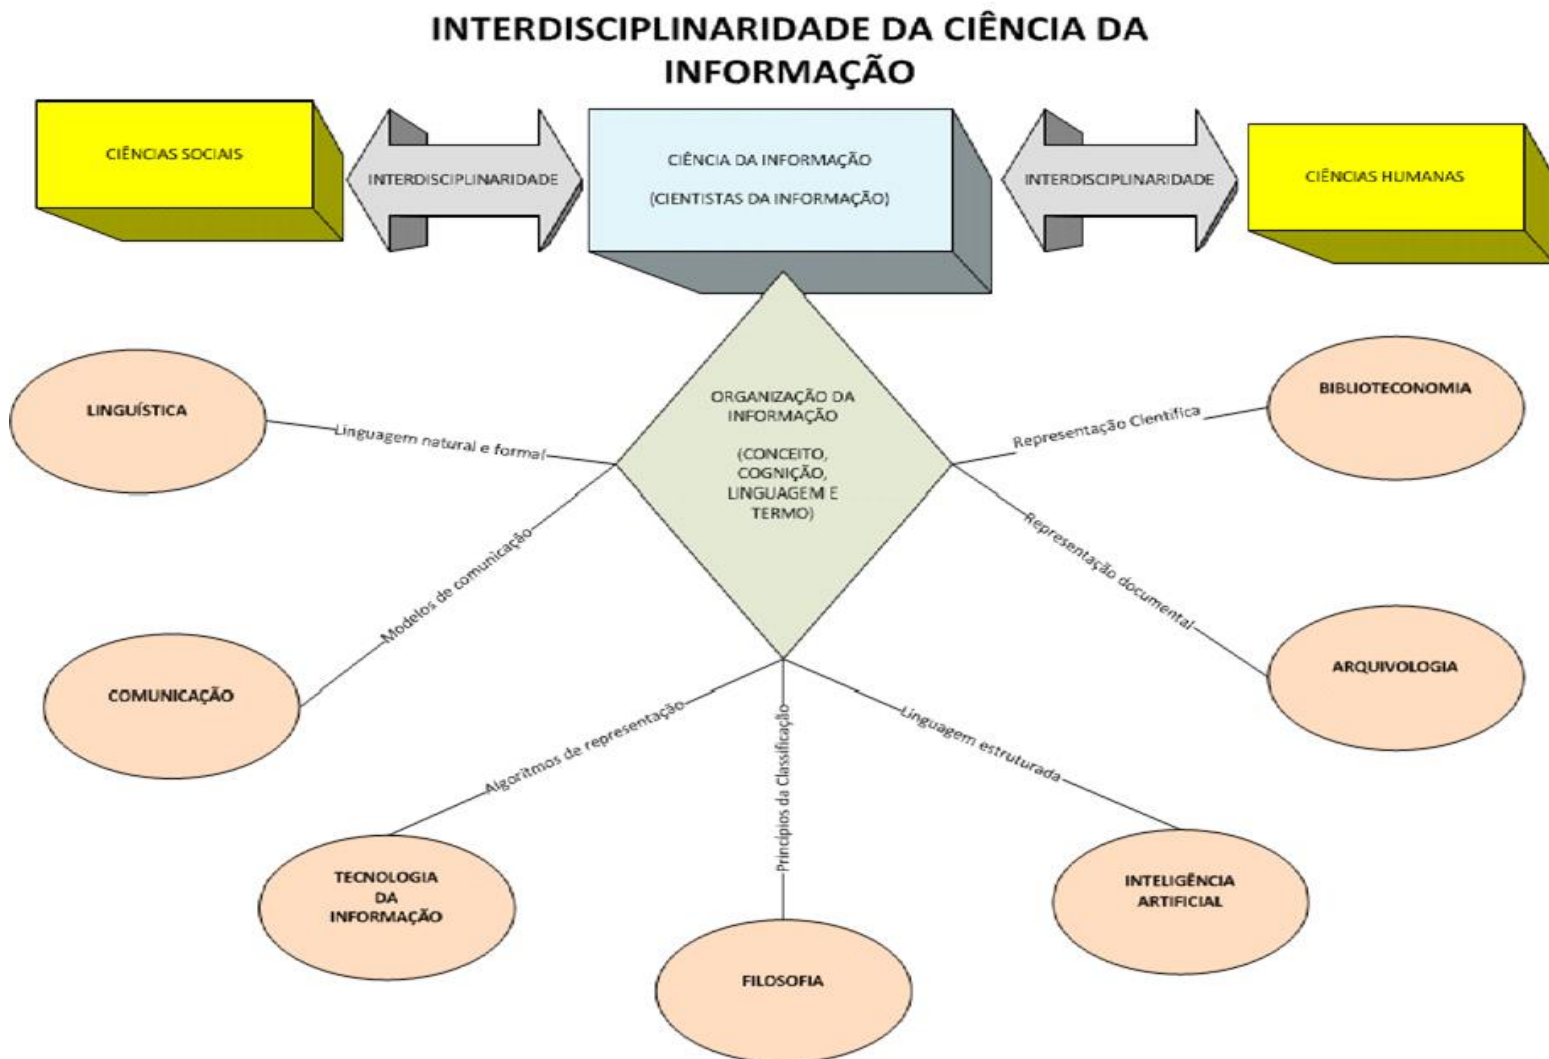 INTERDISCIPLINARIDADE DA CIÊNCIA DA
INFORMAÇÃO
CIÊNCIAS SOCIAIS
INTERDISCIPLINARIDADE
CIÊNCIA DA INFORMAÇÃO
(CIENTISTAS DA INFORMAÇÃO)
INTERDISCIPLINARIDADE
CIÊNCIAS HUMANAS
ORGANIZAÇÃO DA
INFORMAÇÃO
(CONCEITO,
COGNIÇÃO,
LINGUAGEM E
TERMO)
LINGUÍSTICA
Linguagem natural e formal
BIBLIOTECONOMIA
Representação Científica
Modelos de comunicação
COMUNICAÇÃO
Representação documental
ARQUIVOLOGIA
Algoritmos de representação
TECNOLOGIA
DA
INFORMAÇÃO
Princípios da Classificação
FILOSOFIA
Linguagem estruturada
INTELIGÊNCIA
ARTIFICIAL